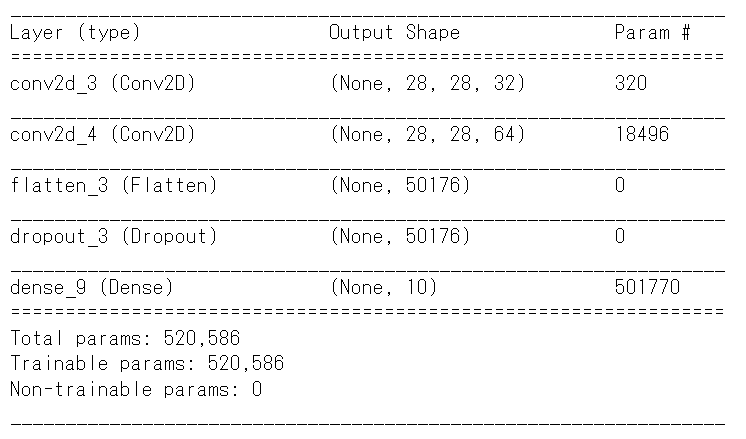 _________________________________________________________________
Layer (type)                 Output Shape              Param #
=================================================================
conv2d_3 (Conv2D)            (None, 28, 28, 32)        320
_________________________________________________________________
conv2d_4 (Conv2D)            (None, 28, 28, 64)        18496
_________________________________________________________________
flatten_3 (Flatten)          (None, 50176)             0
_________________________________________________________________
dropout_3 (Dropout)          (None, 50176)             0
_________________________________________________________________
dense_9 (Dense)              (None, 10)                501770
=================================================================
Total params: 520,586
Trainable params: 520,586
Non-trainable params: 0
_________________________________________________________________